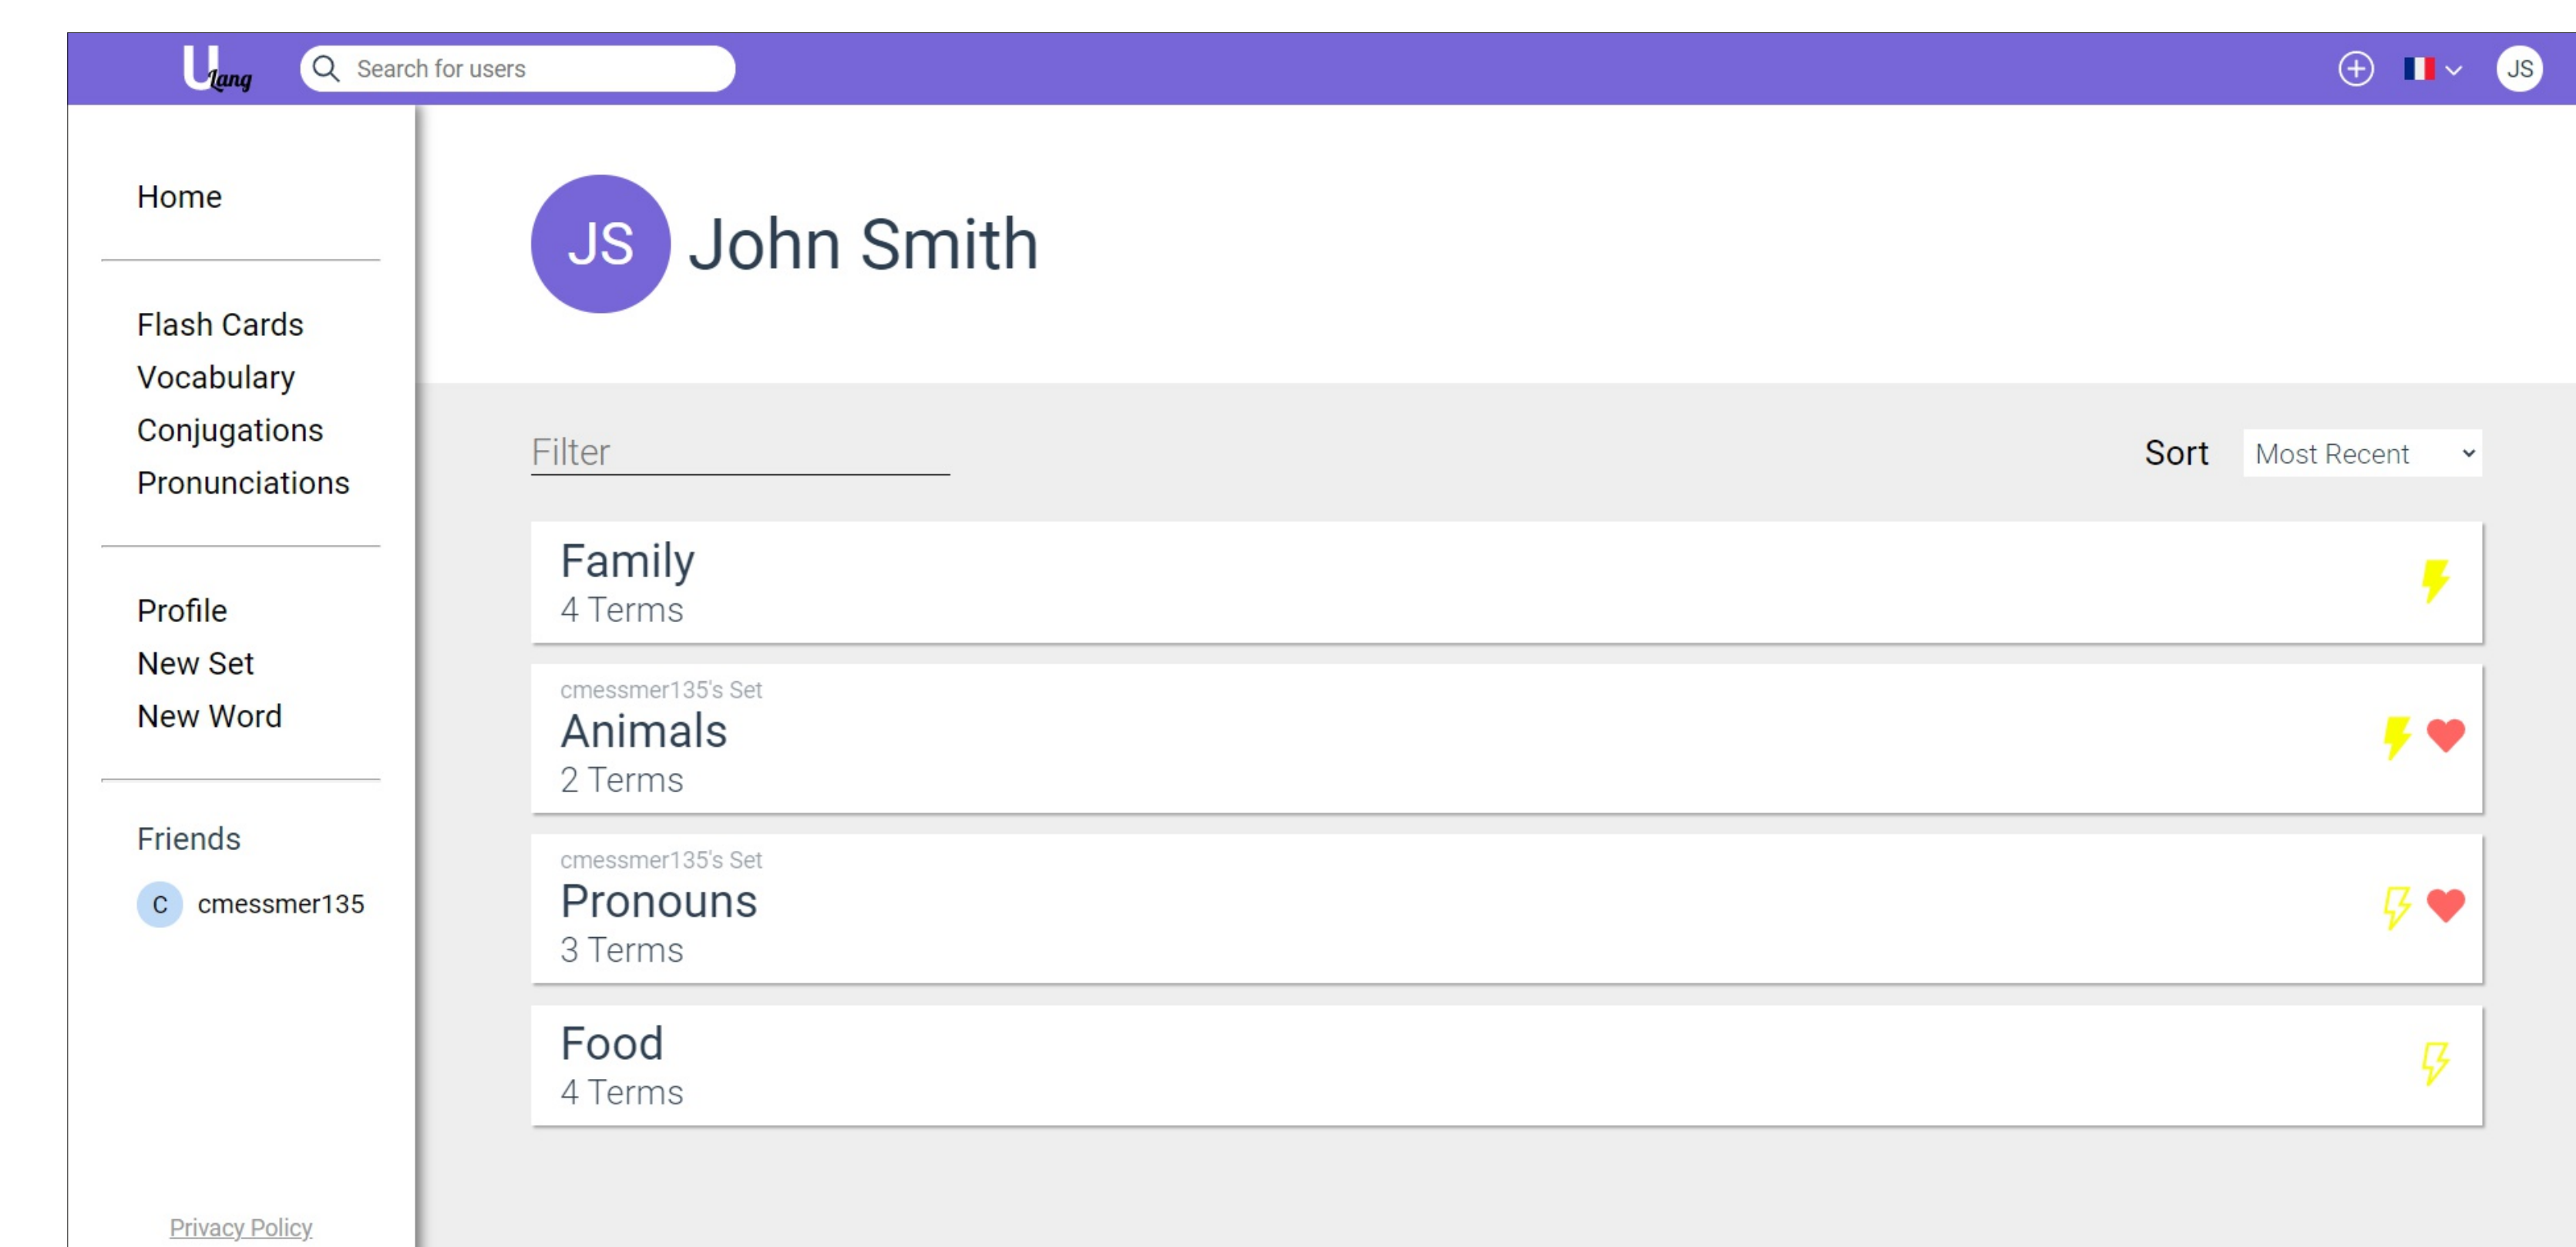 ULang
Search for users
JS
Home
Flash Cards
Vocabulary
Conjugations
Pronunciations
Profile
New Set
New Word
Friends
C cmessmer135
Privacy Policy
JS John Smith
Filter
Sort Most Recent
Family
4 Terms
cmessmer135's Set
Animals
2 Terms
cmessmer135's Set
Pronouns
3 Terms
Food
4 Terms